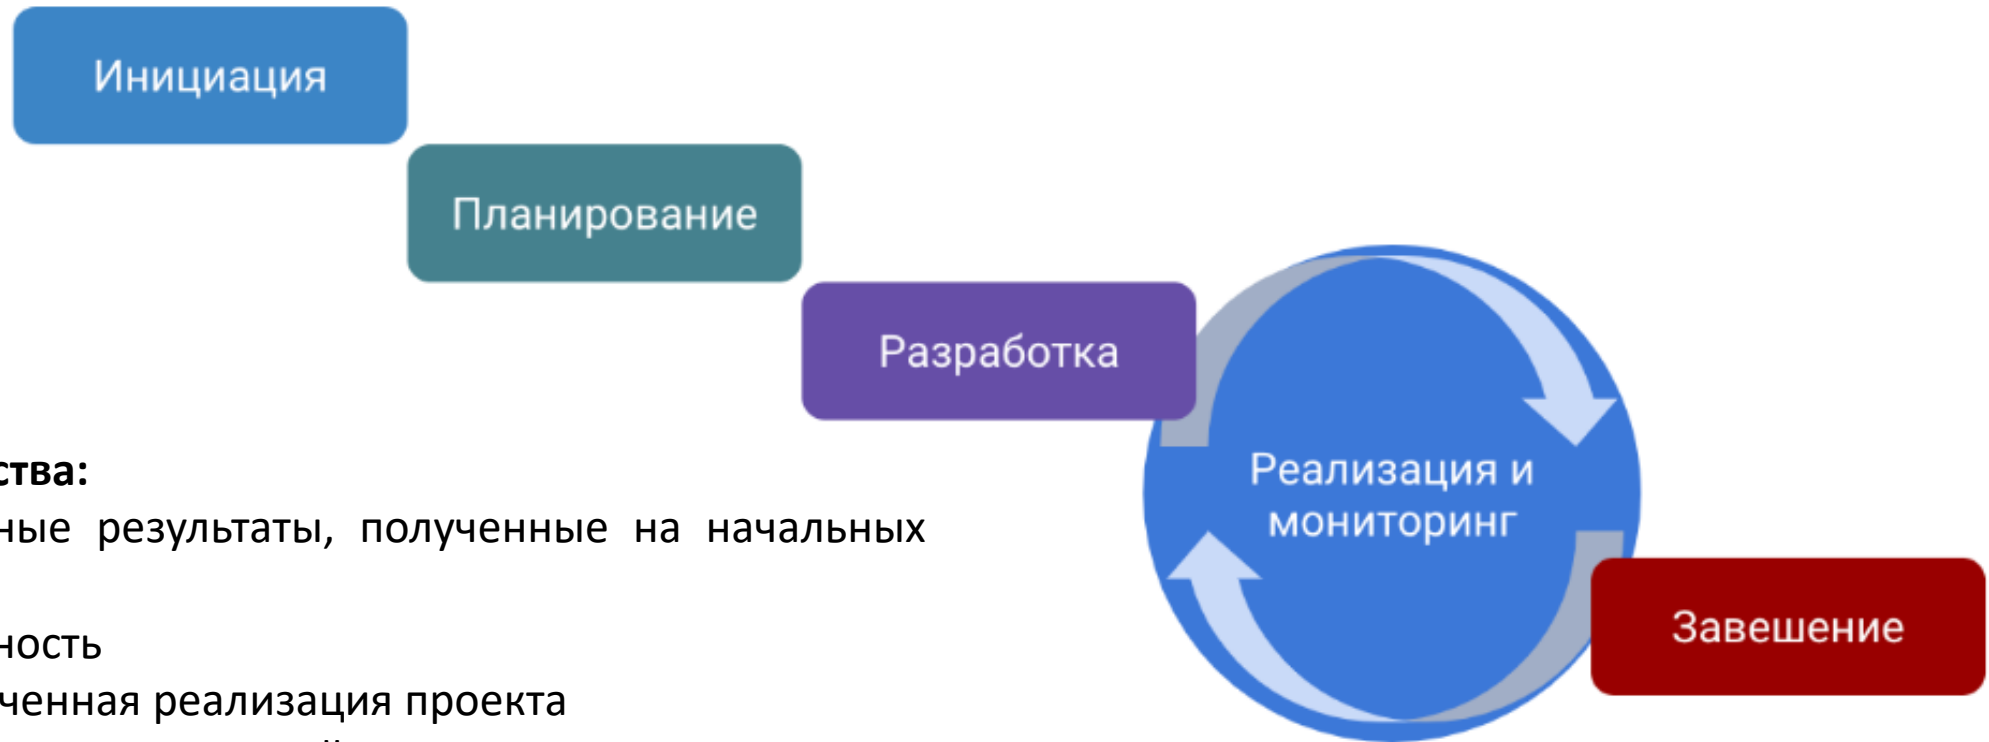 Инициация
Планирование
Разработка
Реализация и
мониторинг
Завешение
ства:
ные результаты, полученные на начальных
ность
ченная реализация проекта